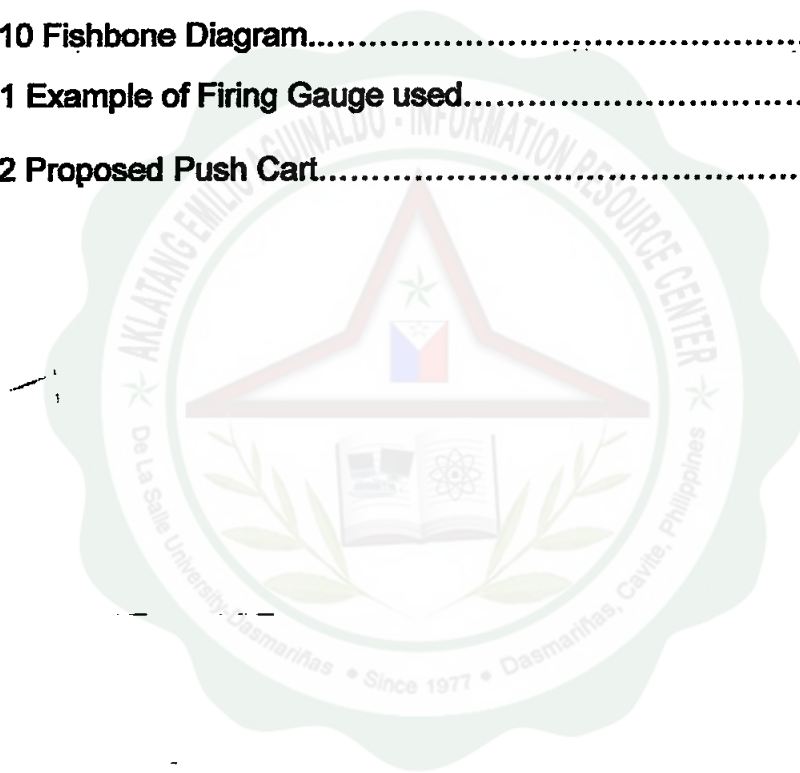 10 Fishbone Diagram
1 Example of Firing Gauge used
2 Proposed Push Cart
AKLATANG EMILIO AGUINALDO - INFORMATION RESOURCE CENTER
De La Salle University-Dasmariñas • Since 1977 • Dasmariñas, Cavite, Philippines